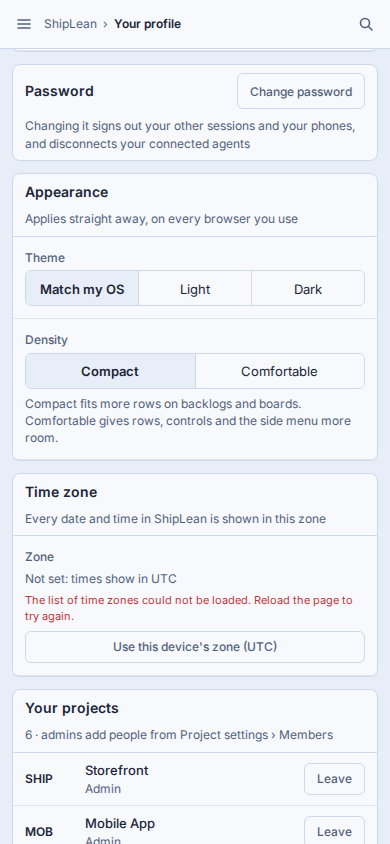 ShipLean › Your profile
Password
Change password
Changing it signs out your other sessions and your phones,
and disconnects your connected agents
Appearance
Applies straight away, on every browser you use
Theme
Match my OS
Light
Dark
Density
Compact
Comfortable
Compact fits more rows on backlogs and boards.
Comfortable gives rows, controls and the side menu more
room.
Time zone
Every date and time in ShipLean is shown in this zone
Zone
Not set: times show in UTC
The list of time zones could not be loaded. Reload the page to
try again.
Use this device's zone (UTC)
Your projects
6 · admins add people from Project settings › Members
SHIP
Storefront
Admin
Leave
MOB
Mobile App
Admin
Leave